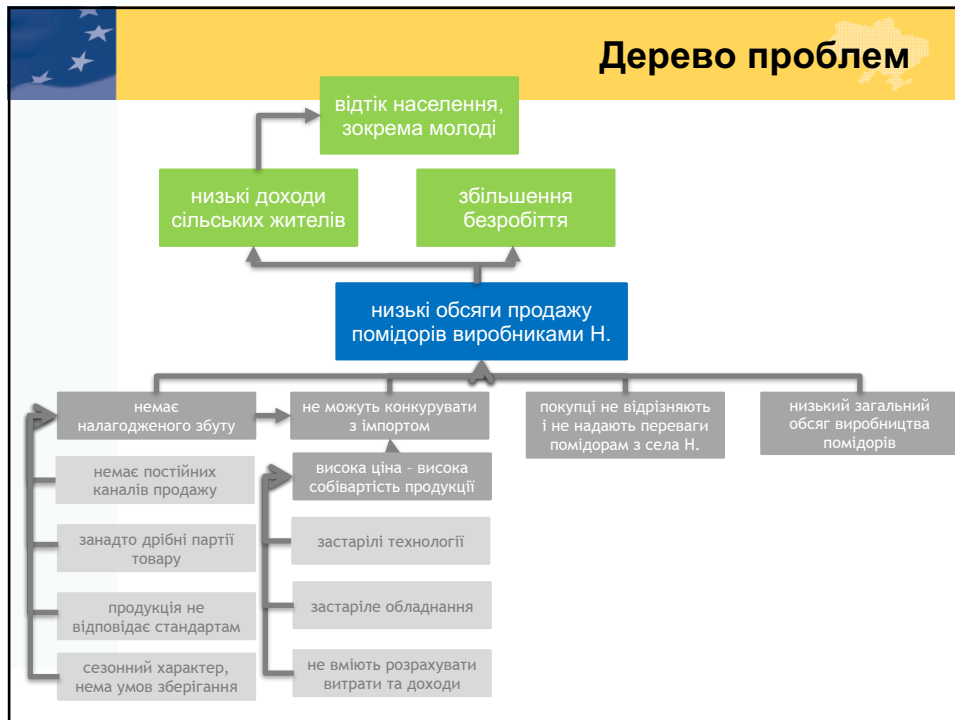 Дерево проблем
відтік населення,
зокрема молоді
низькі доходи
сільських жителів
збільшення
безробіття
низькі обсяги продажу
помідорів виробниками Н.
немає
налагодженого збуту
не можуть конкурувати
з імпортом
покупці не відрізняють
і не надають переваги
помідорам з села Н.
низький загальний
обсяг виробництва
помідорів
немає постійних
каналів продажу
занадто дрібні партії
товару
продукція не
відповідає стандартам
сезонний характер,
нема умов зберігання
висока ціна – висока
собівартість продукції
застарілі технології
застаріле обладнання
не вміють розрахувати
витрати та доходи